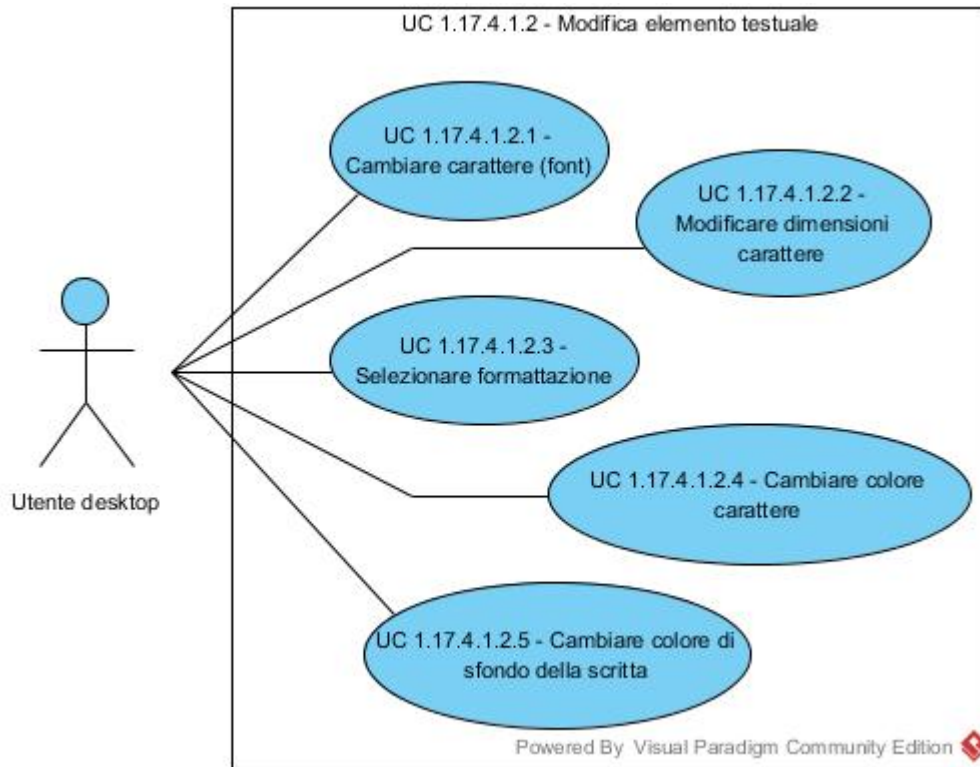 UC 1.17.4.1.2 - Modifica elemento testuale
UC 1.17.4.1.2.1 -
Cambiare carattere (font)
UC 1.17.4.1.2.2 -
Modificare dimensioni
carattere
UC 1.17.4.1.2.3 -
Selezionare formattazione
Utente desktop
UC 1.17.4.1.2.4 - Cambiare colore
carattere
UC 1.17.4.1.2.5 - Cambiare colore di
sfondo della scritta
Powered By Visual Paradigm Community Edition